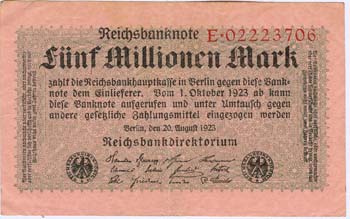 Reichsbanknote E·02223706
Fünf Millionen Mark
zahlt die Reichsbankhauptkasse in Berlin gegen diese Bank-
note dem Einlieferer. Vom 1. Oktober 1923 ab kann
diese Banknote aufgerufen und unter Umtausch gegen
andere gesetzliche Zahlungsmittel eingezogen werden
Berlin, den 20. August 1923
Reichsbankdirektorium